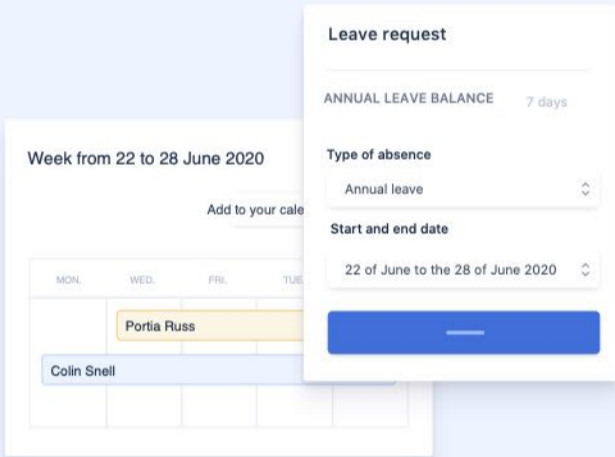 Leave request
ANNUAL LEAVE BALANCE 7 days
Type of absence
Annual leave
Start and end date
22 of June to the 28 of June 2020
Week from 22 to 28 June 2020
Add to your cale
MON. WED. FRI. TUE.
Portia Russ
Colin Snell